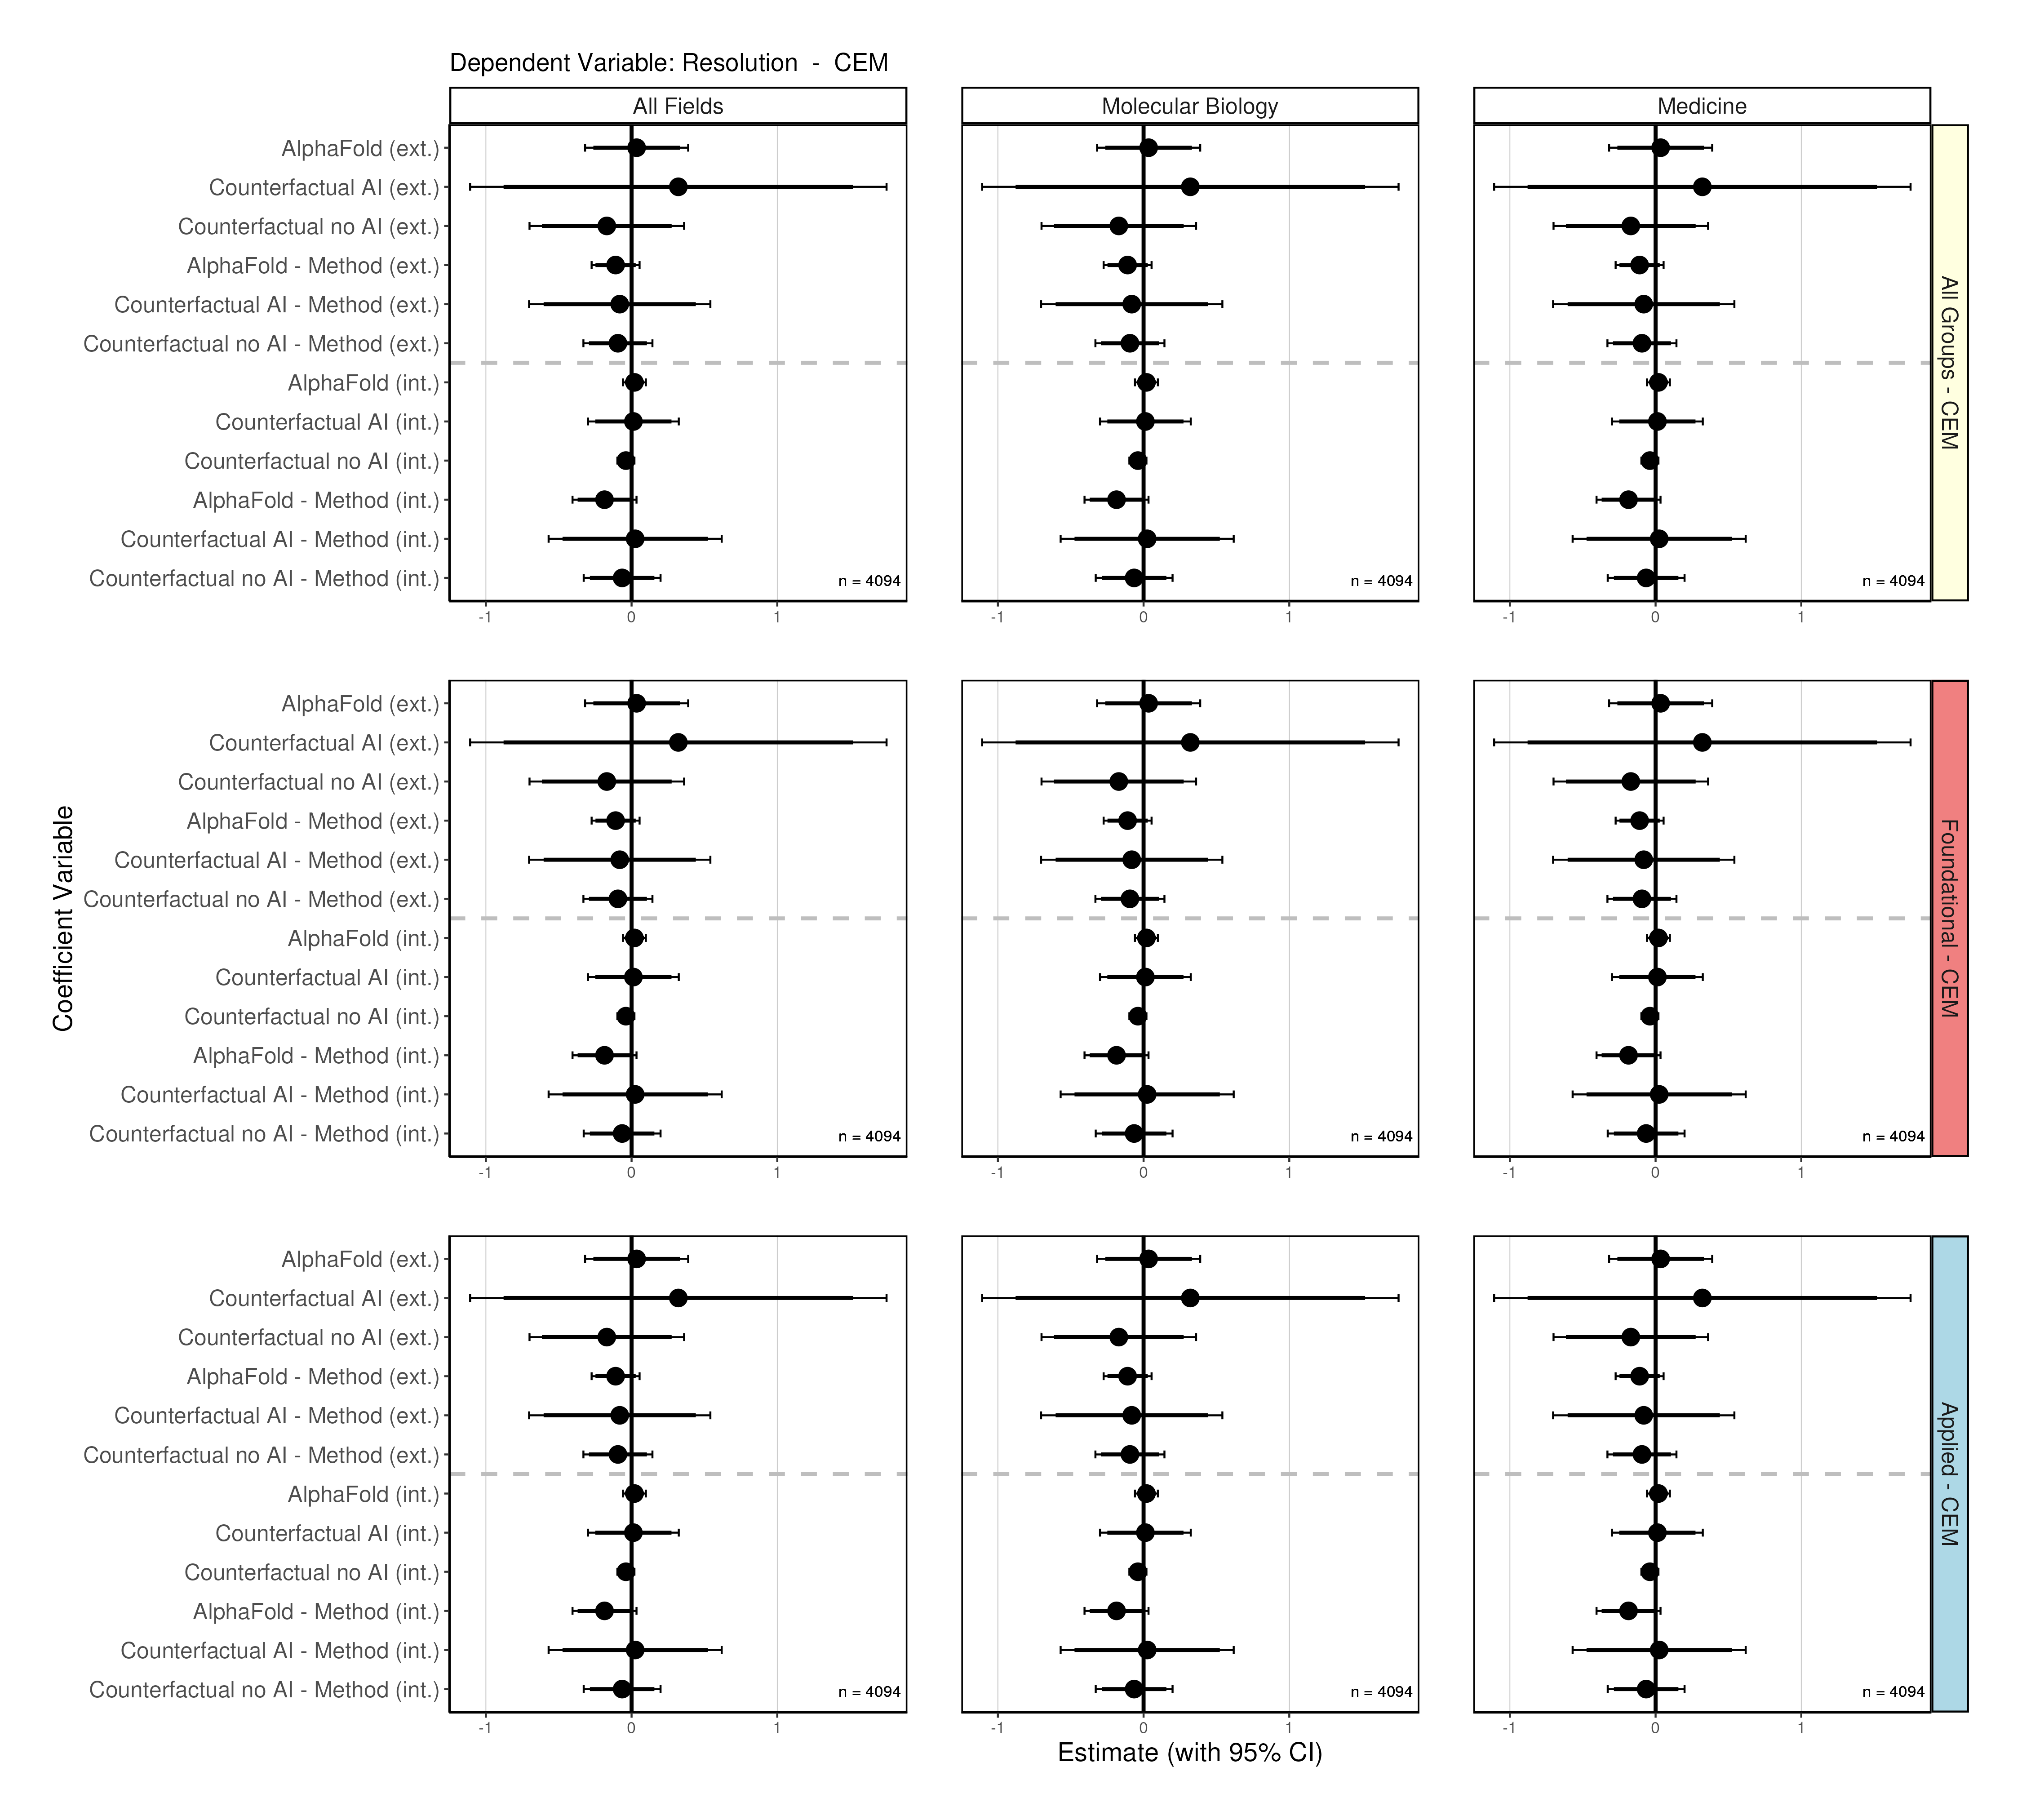 Dependent Variable: Resolution - CEM
All Fields
Molecular Biology
Medicine
AlphaFold (ext.)
Counterfactual AI (ext.)
Counterfactual no AI (ext.)
AlphaFold - Method (ext.)
Counterfactual AI - Method (ext.)
Counterfactual no AI - Method (ext.)
AlphaFold (int.)
Counterfactual AI (int.)
Counterfactual no AI (int.)
AlphaFold - Method (int.)
Counterfactual AI - Method (int.)
Counterfactual no AI - Method (int.)
n = 4094
n = 4094
n = 4094
-1 0 1
-1 0 1
-1 0 1
All Groups - CEM
Coefficient Variable
AlphaFold (ext.)
Counterfactual AI (ext.)
Counterfactual no AI (ext.)
AlphaFold - Method (ext.)
Counterfactual AI - Method (ext.)
Counterfactual no AI - Method (ext.)
AlphaFold (int.)
Counterfactual AI (int.)
Counterfactual no AI (int.)
AlphaFold - Method (int.)
Counterfactual AI - Method (int.)
Counterfactual no AI - Method (int.)
n = 4094
n = 4094
n = 4094
-1 0 1
-1 0 1
-1 0 1
Foundational - CEM
AlphaFold (ext.)
Counterfactual AI (ext.)
Counterfactual no AI (ext.)
AlphaFold - Method (ext.)
Counterfactual AI - Method (ext.)
Counterfactual no AI - Method (ext.)
AlphaFold (int.)
Counterfactual AI (int.)
Counterfactual no AI (int.)
AlphaFold - Method (int.)
Counterfactual AI - Method (int.)
Counterfactual no AI - Method (int.)
n = 4094
n = 4094
n = 4094
-1 0 1
-1 0 1
-1 0 1
Applied - CEM
Estimate (with 95% CI)